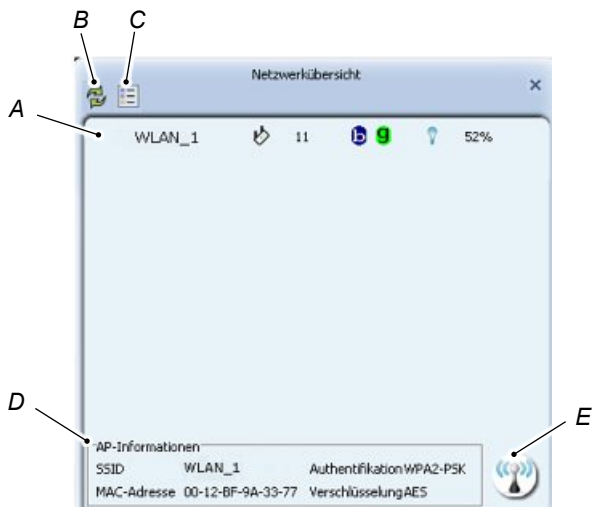 B C
Netzwerkübersicht
A
WLAN_1 11 b g 52%
D
E
AP-Informationen
SSID WLAN_1 Authentifikation WPA2-PSK
MAC-Adresse 00-12-BF-9A-33-77 Verschlüsselung AES